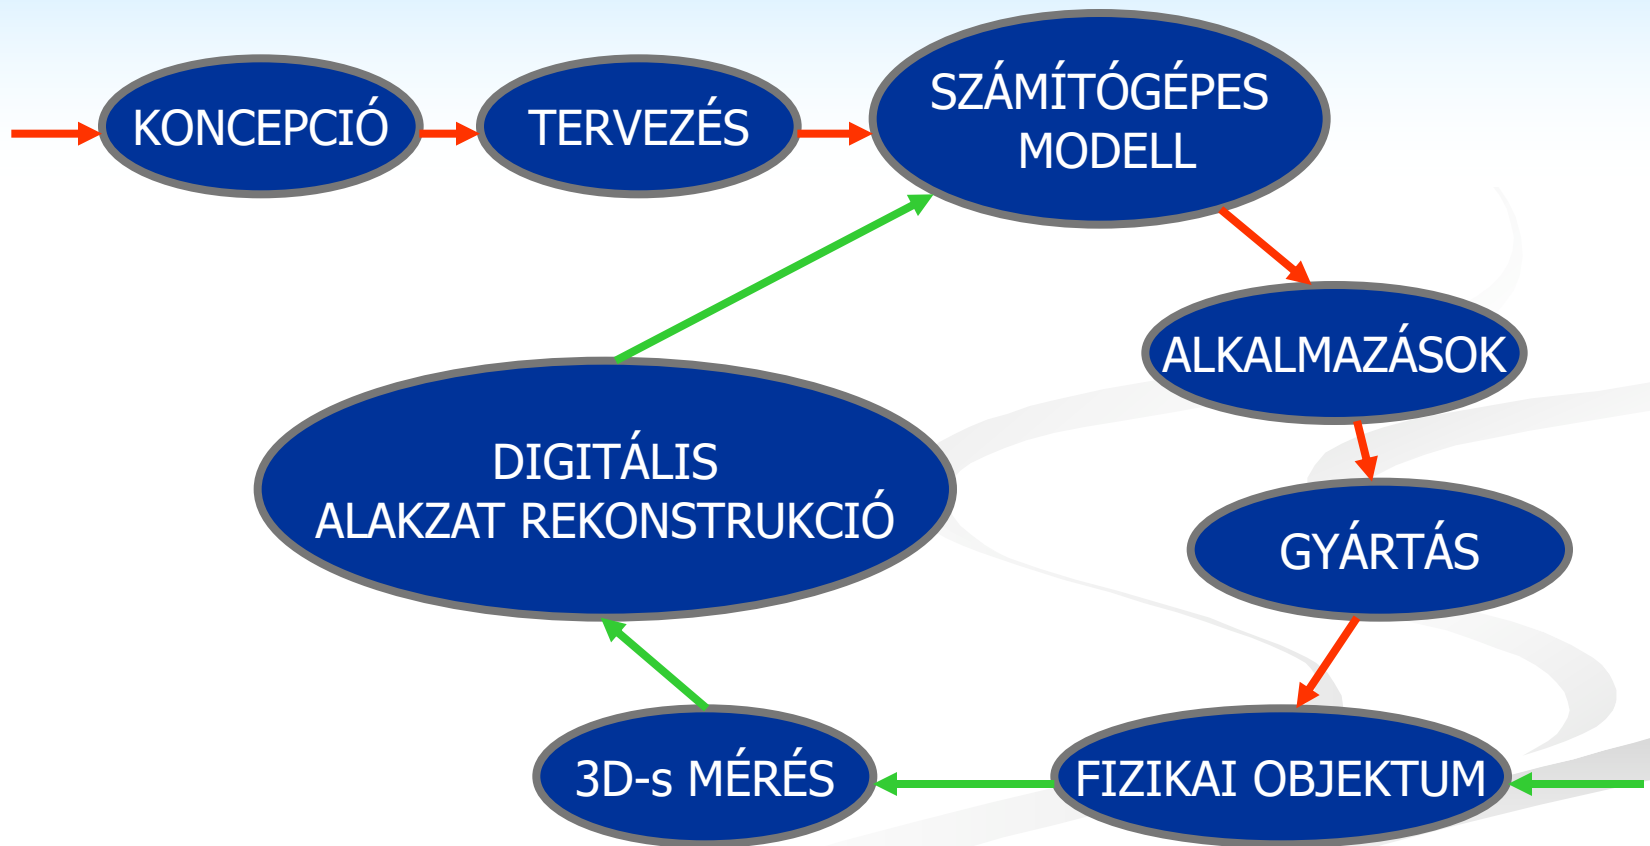 KONCEPCIÓ
TERVEZÉS
SZÁMÍTÓGÉPES
MODELL
ALKALMAZÁSOK
DIGITÁLIS
ALAKZAT REKONSTRUKCIÓ
GYÁRTÁS
3D-s MÉRÉS
FIZIKAI OBJEKTUM